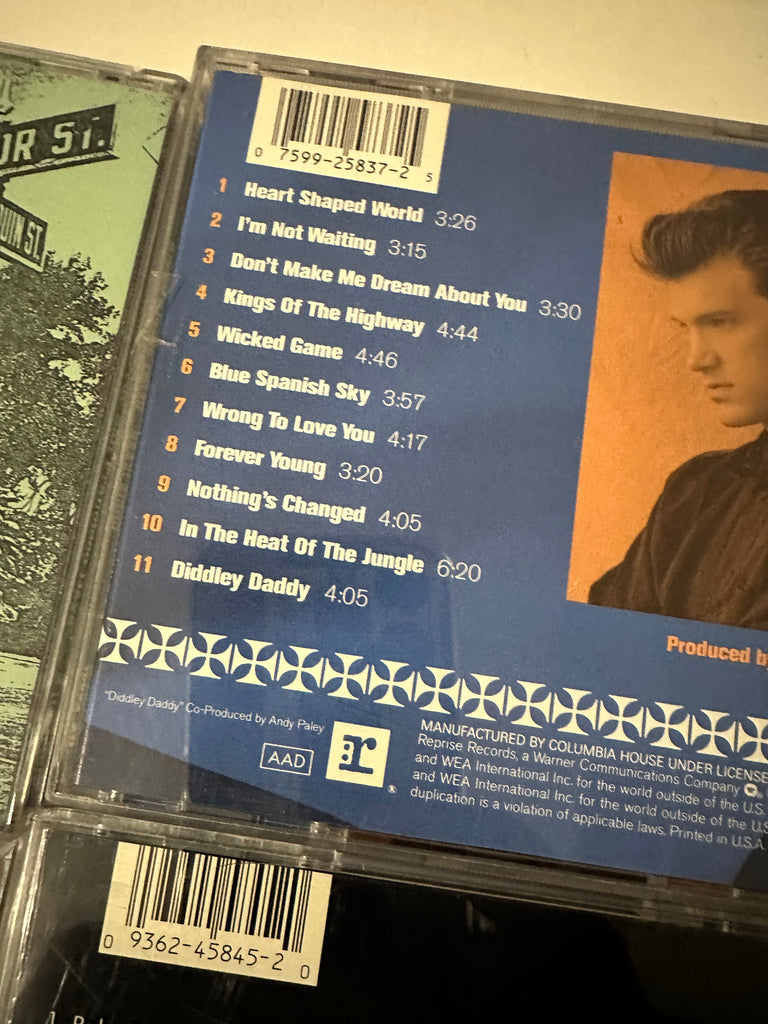 UR ST.
UIN ST.
0 7599-25837-2 5
1 Heart Shaped World 3:26
2 I'm Not Waiting 3:15
3 Don't Make Me Dream About You 3:30
4 Kings Of The Highway 4:44
5 Wicked Game 4:46
6 Blue Spanish Sky 3:57
7 Wrong To Love You 4:17
8 Forever Young 3:20
9 Nothing's Changed 4:05
10 In The Heat Of The Jungle 6:20
11 Diddley Daddy 4:05
Produced b
"Diddley Daddy" Co-Produced by Andy Paley
AAD
r
®
MANUFACTURED BY COLUMBIA HOUSE UNDER LICENSE
Reprise Records, a Warner Communications Company
and WEA International Inc. for the world outside of the U.S.
and WEA International Inc. for the world outside of the U.S
duplication is a violation of applicable laws. Printed in U.S.A.
0 9362-45845-2 0